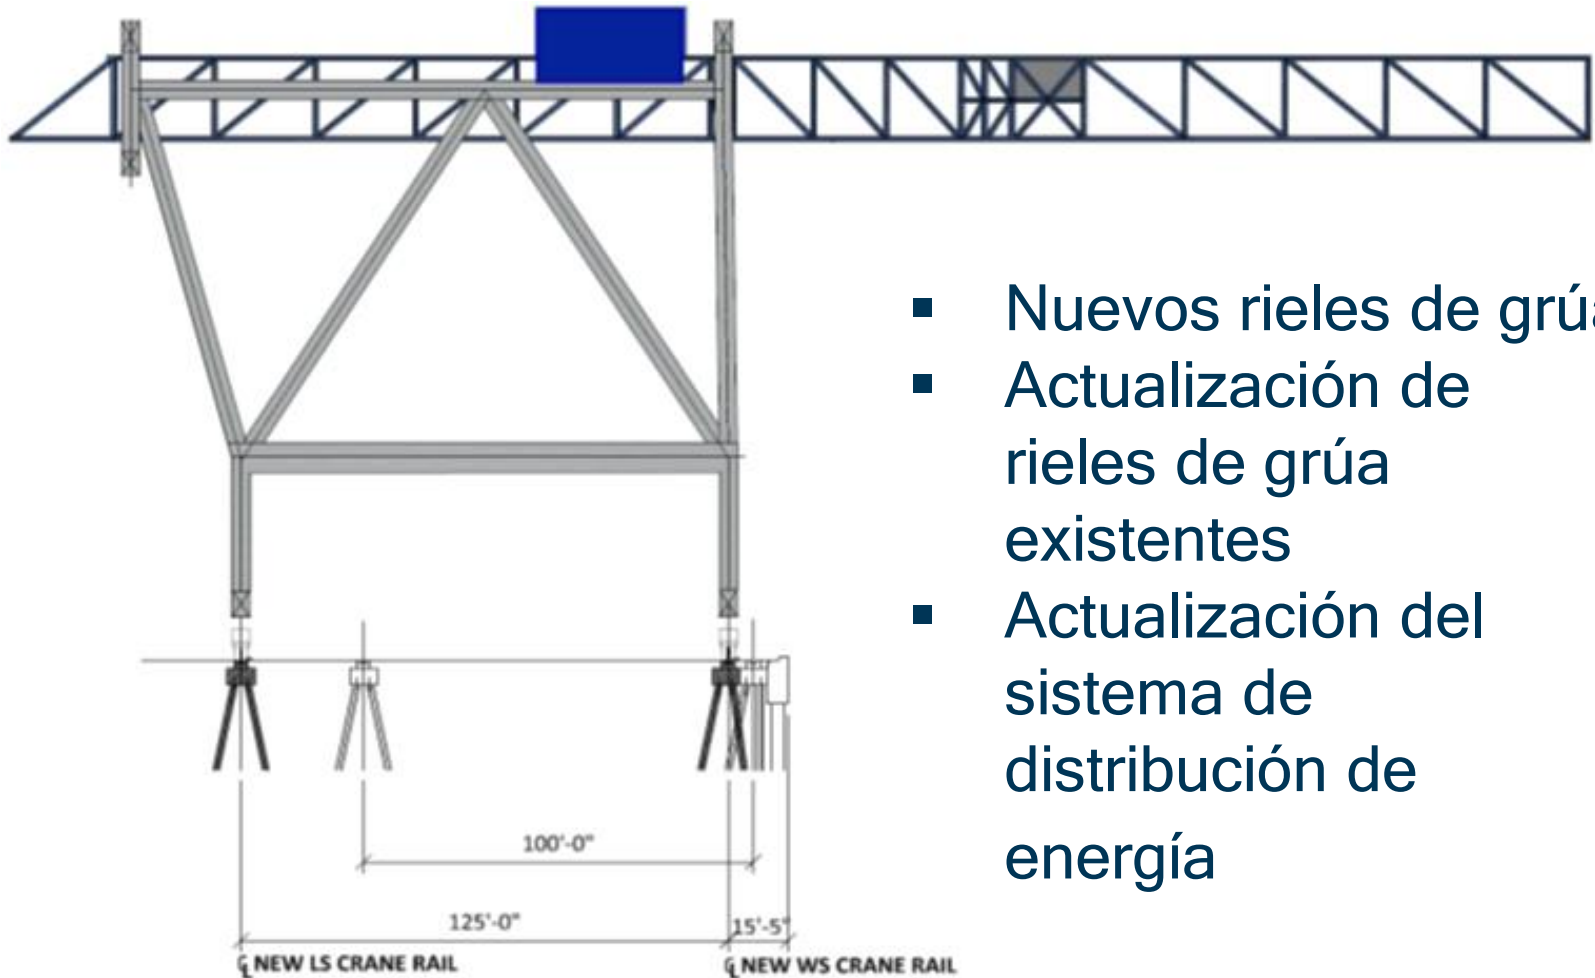 ▪ Nuevos rieles de grúa
▪ Actualización de
rieles de grúa
existentes
▪ Actualización del
sistema de
distribución de
energía
100'-0"
125'-0"
15'-5"
℄ NEW LS CRANE RAIL
℄ NEW WS CRANE RAIL